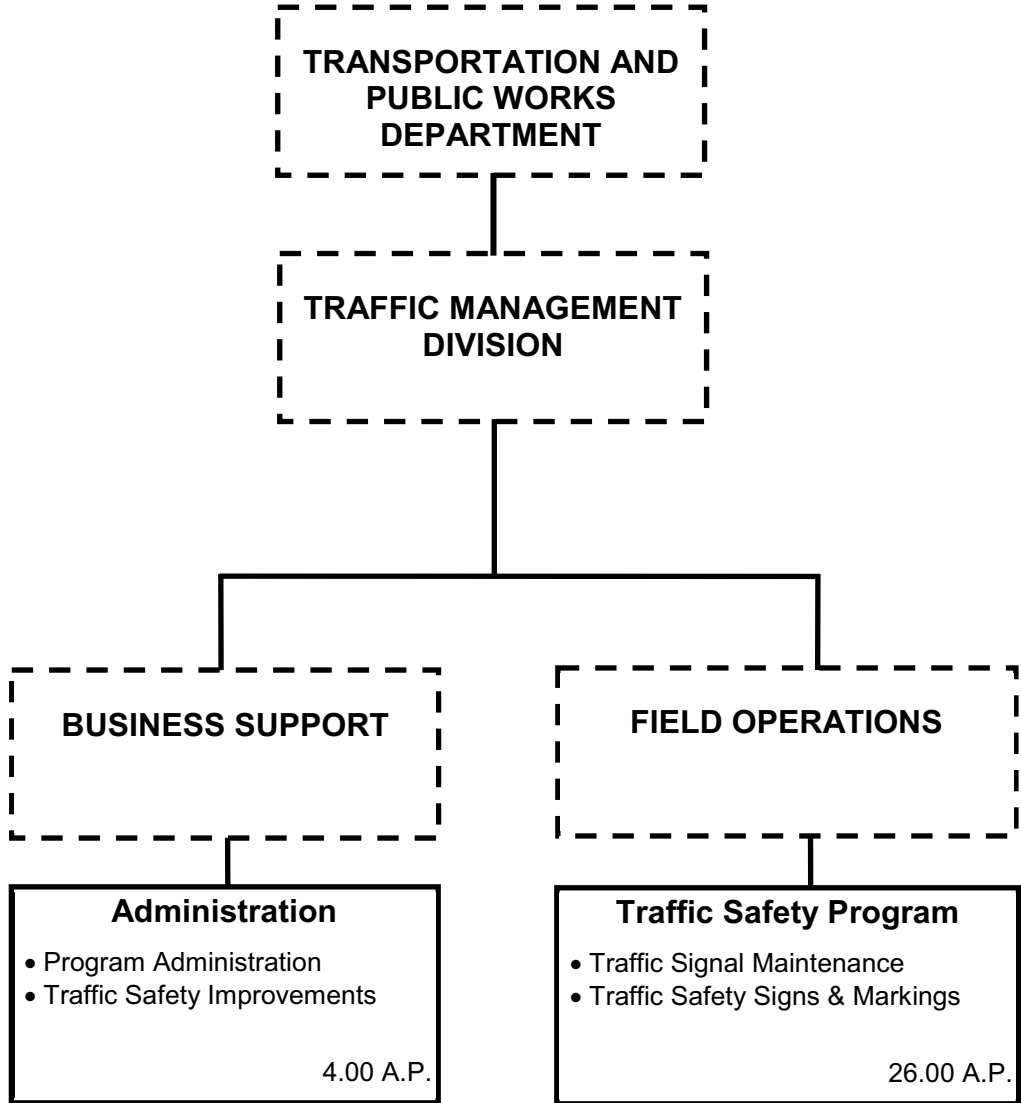 TRANSPORTATION AND
PUBLIC WORKS
DEPARTMENT
TRAFFIC MANAGEMENT
DIVISION
BUSINESS SUPPORT
FIELD OPERATIONS
Administration
• Program Administration
• Traffic Safety Improvements
4.00 A.P.
Traffic Safety Program
• Traffic Signal Maintenance
• Traffic Safety Signs & Markings
26.00 A.P.